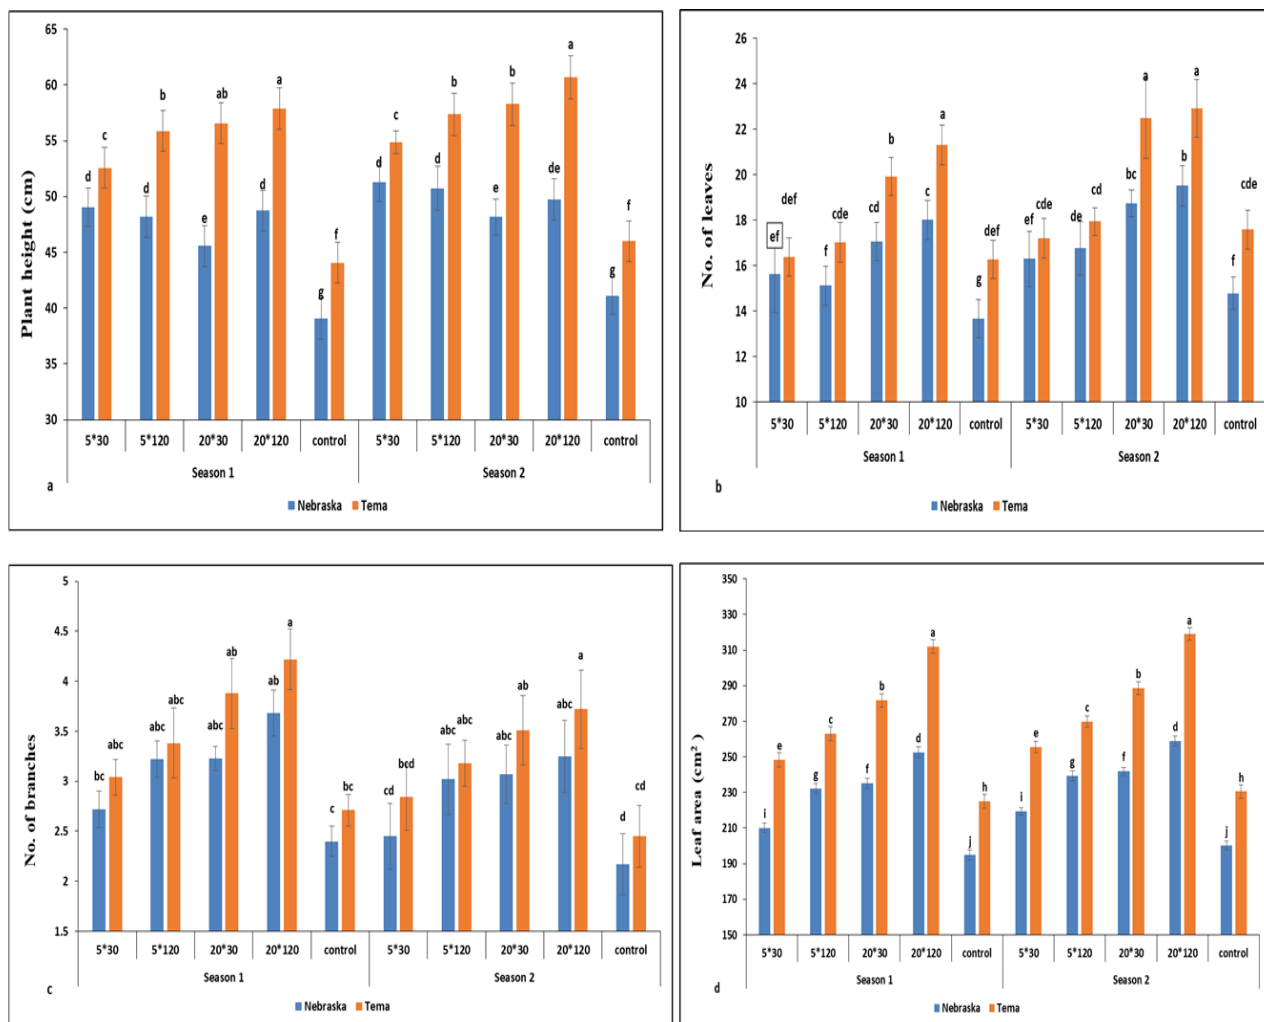 65
60
55
50
45
40
35
30
Plant height (cm)
d c d b e ab d a g f d c d b e b de a g f
5*30 5*120 20*30 20*120 control 5*30 5*120 20*30 20*120 control
Season 1 Season 2
a
Nebraska Tema
26
24
22
20
18
16
14
12
10
No. of leaves
ef def f cde cd b c a g def ef cde de cd bc a b a f cde
5*30 5*120 20*30 20*120 control 5*30 5*120 20*30 20*120 control
Season 1 Season 2
b
Nebraska Tema
5
4.5
4
3.5
3
2.5
2
1.5
No. of branches
bc abc abc abc abc ab ab a c bc cd bcd abc abc abc ab abc a d cd
5*30 5*120 20*30 20*120 control 5*30 5*120 20*30 20*120 control
Season 1 Season 2
c
Nebraska Tema
350
330
310
290
270
250
230
210
190
170
150
Leaf area (cm²)
i e g c f b d a j h i e g c f b d a j h
5*30 5*120 20*30 20*120 control 5*30 5*120 20*30 20*120 control
Season 1 Season 2
d
Nebraska Tema